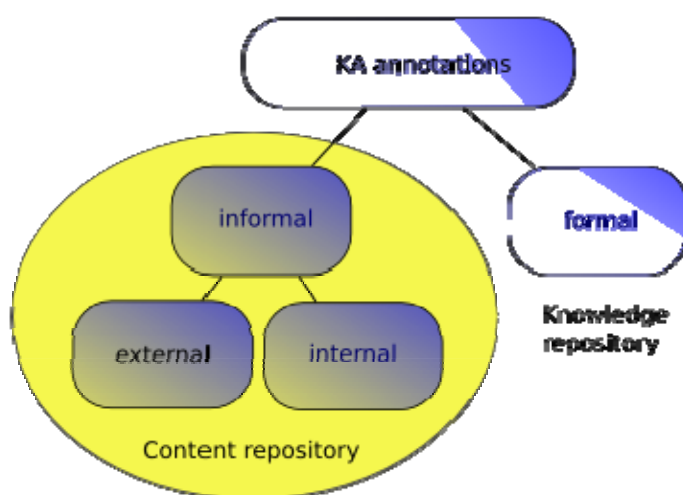 KA annotations
informal
formal
external
internal
Knowledge
repository
Content repository